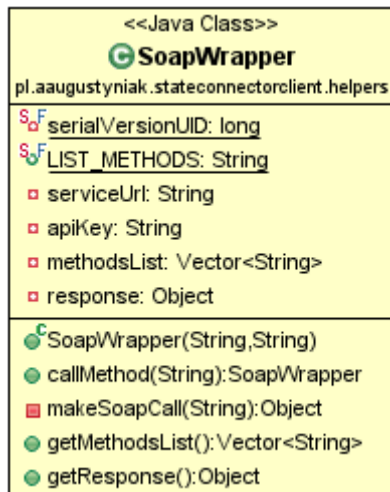 <<Java Class>>
C SoapWrapper
pl.aaugustyniak.stateconnectorclient.helpers
S F serialVersionUID: long
S F LIST_METHODS: String
serviceUrl: String
apiKey: String
methodsList: Vector<String>
response: Object
C SoapWrapper(String,String)
callMethod(String):SoapWrapper
makeSoapCall(String):Object
getMethodsList():Vector<String>
getResponse():Object